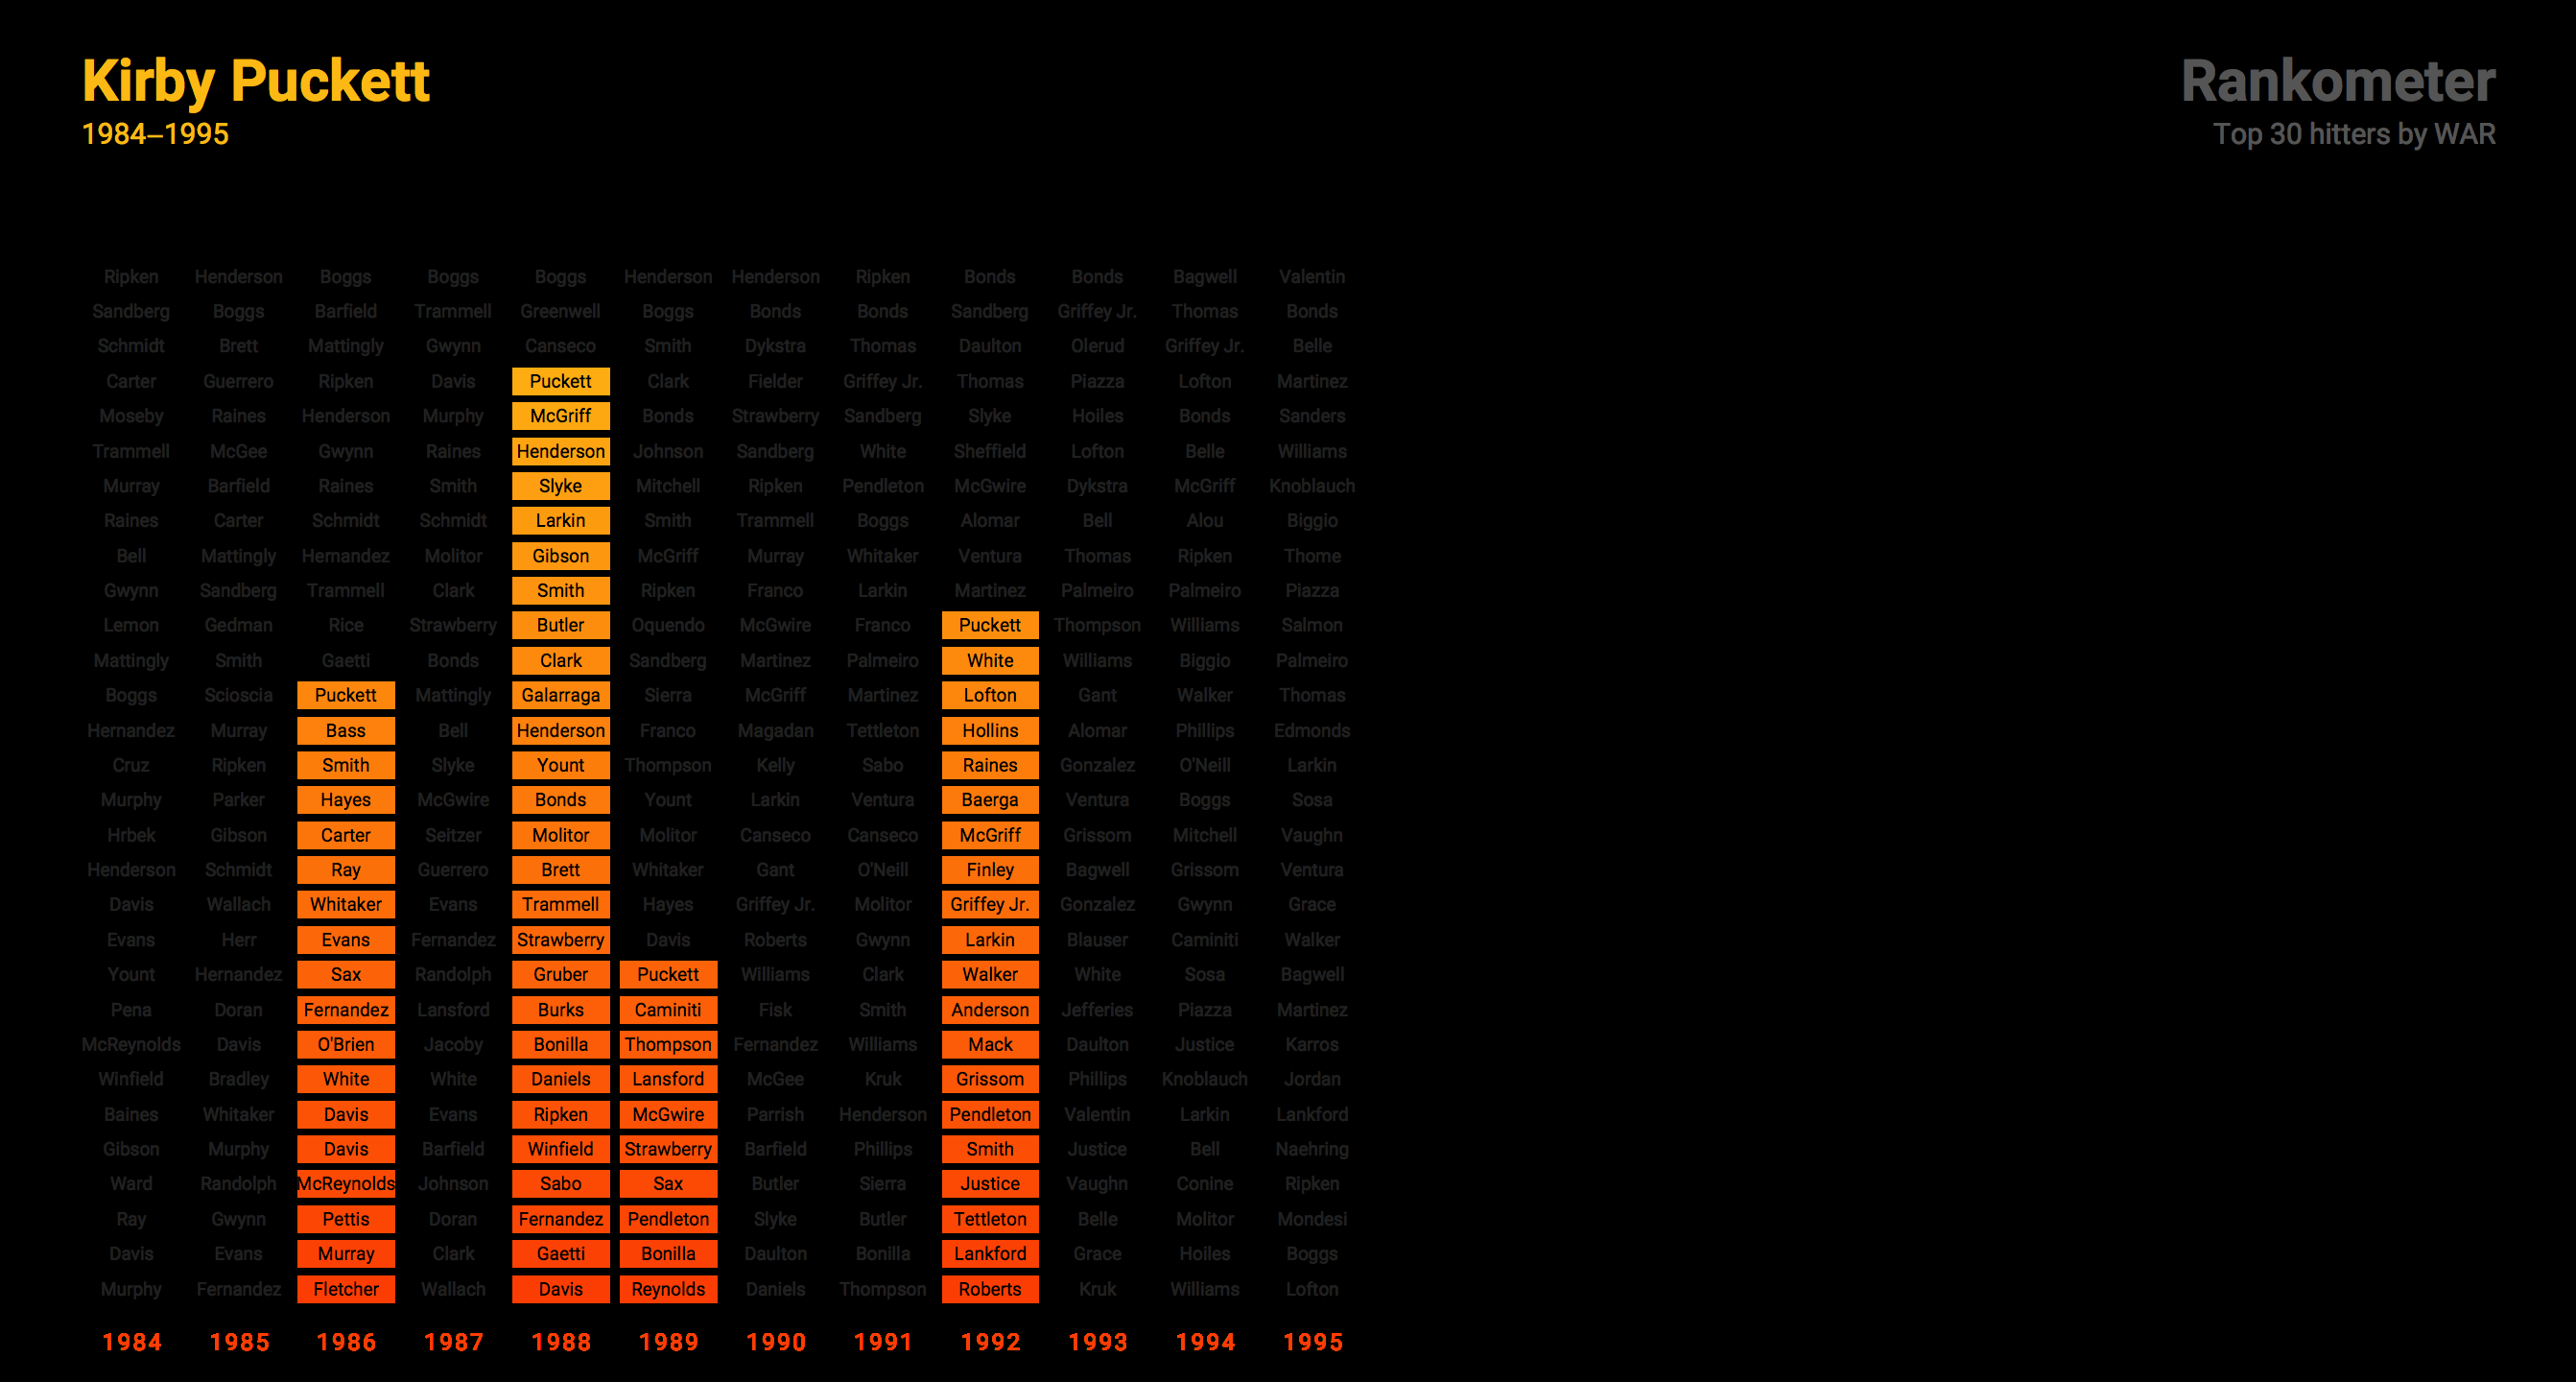 Kirby Puckett
1984–1995
Rankometer
Top 30 hitters by WAR
Ripken Henderson Boggs Boggs Boggs Henderson Henderson Ripken Bonds Bonds Bagwell Valentin
Sandberg Boggs Barfield Trammell Greenwell Boggs Bonds Bonds Sandberg Griffey Jr. Thomas Bonds
Schmidt Brett Mattingly Gwynn Canseco Smith Dykstra Thomas Daulton Olerud Griffey Jr. Belle
Carter Guerrero Ripken Davis Puckett Clark Fielder Griffey Jr. Thomas Piazza Lofton Martinez
Moseby Raines Henderson Murphy McGriff Bonds Strawberry Sandberg Slyke Hoiles Bonds Sanders
Trammell McGee Gwynn Raines Henderson Johnson Sandberg White Sheffield Lofton Belle Williams
Murray Barfield Raines Smith Slyke Mitchell Ripken Pendleton McGwire Dykstra McGriff Knoblauch
Raines Carter Schmidt Schmidt Larkin Smith Trammell Boggs Alomar Bell Alou Biggio
Bell Mattingly Hernandez Molitor Gibson McGriff Murray Whitaker Ventura Thomas Ripken Thome
Gwynn Sandberg Trammell Clark Smith Ripken Franco Larkin Martinez Palmeiro Palmeiro Piazza
Lemon Gedman Rice Strawberry Butler Oquendo McGwire Franco Puckett Thompson Williams Salmon
Mattingly Smith Gaetti Bonds Clark Sandberg Martinez Palmeiro White Williams Biggio Palmeiro
Boggs Scioscia Puckett Mattingly Galarraga Sierra McGriff Martinez Lofton Gant Walker Thomas
Hernandez Murray Bass Bell Henderson Franco Magadan Tettleton Hollins Alomar Phillips Edmonds
Cruz Ripken Smith Slyke Yount Thompson Kelly Sabo Raines Gonzalez O'Neill Larkin
Murphy Parker Hayes McGwire Bonds Yount Larkin Ventura Baerga Ventura Boggs Sosa
Hrbek Gibson Carter Seitzer Molitor Molitor Canseco Canseco McGriff Grissom Mitchell Vaughn
Henderson Schmidt Ray Guerrero Brett Whitaker Gant O'Neill Finley Bagwell Grissom Ventura
Davis Wallach Whitaker Evans Trammell Hayes Griffey Jr. Molitor Griffey Jr. Gonzalez Gwynn Grace
Evans Herr Evans Fernandez Strawberry Davis Roberts Gwynn Larkin Blauser Caminiti Walker
Yount Hernandez Sax Randolph Gruber Puckett Williams Clark Walker White Sosa Bagwell
Pena Doran Fernandez Lansford Burks Caminiti Fisk Smith Anderson Jefferies Piazza Martinez
McReynolds Davis O'Brien Jacoby Bonilla Thompson Fernandez Williams Mack Daulton Justice Karros
Winfield Bradley White White Daniels Lansford McGee Kruk Grissom Phillips Knoblauch Jordan
Baines Whitaker Davis Evans Ripken McGwire Parrish Henderson Pendleton Valentin Larkin Lankford
Gibson Murphy Davis Barfield Winfield Strawberry Barfield Phillips Smith Justice Bell Naehring
Ward Randolph McReynolds Johnson Sabo Sax Butler Sierra Justice Vaughn Conine Ripken
Ray Gwynn Pettis Doran Fernandez Pendleton Slyke Butler Tettleton Belle Molitor Mondesi
Davis Evans Murray Clark Gaetti Bonilla Daulton Bonilla Lankford Grace Hoiles Boggs
Murphy Fernandez Fletcher Wallach Davis Reynolds Daniels Thompson Roberts Kruk Williams Lofton
1984 1985 1986 1987 1988 1989 1990 1991 1992 1993 1994 1995